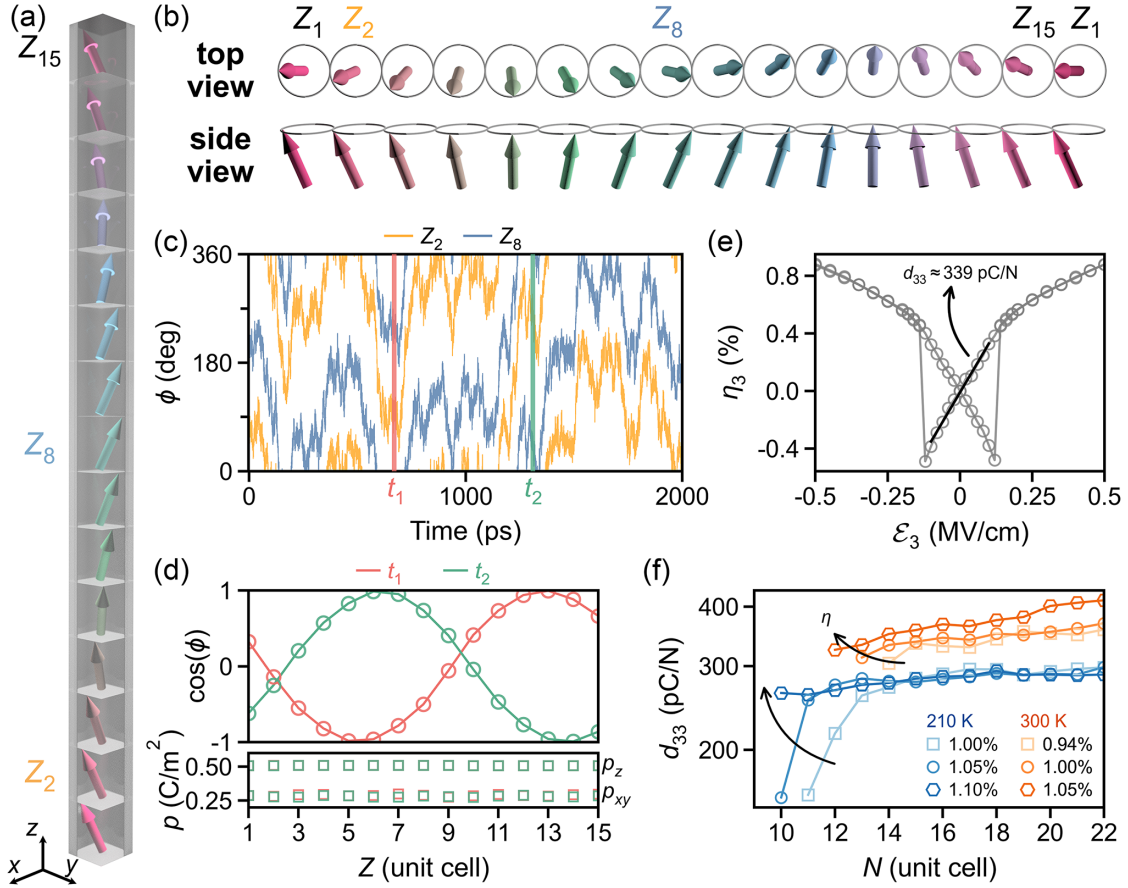 (a)
Z15
Z8
Z2
z
x
y
(b)
Z1 Z2 Z8 Z15 Z1
top
view
side
view
(c)
Z2 Z8
360
180
0
ϕ (deg)
0 1000 2000
t1 t2
Time (ps)
(d)
t1 t2
1
0
-1
cos(ϕ)
0.50
0.25
p (C/m²)
pz
pxy
1 3 5 7 9 11 13 15
Z (unit cell)
(e)
d33 ≈ 339 pC/N
0.8
0.4
0.0
-0.4
η3 (%)
-0.5 -0.25 0 0.25 0.5
ℰ3 (MV/cm)
(f)
400
300
200
d33 (pC/N)
η
210 K 300 K
1.00% 0.94%
1.05% 1.00%
1.10% 1.05%
10 12 14 16 18 20 22
N (unit cell)